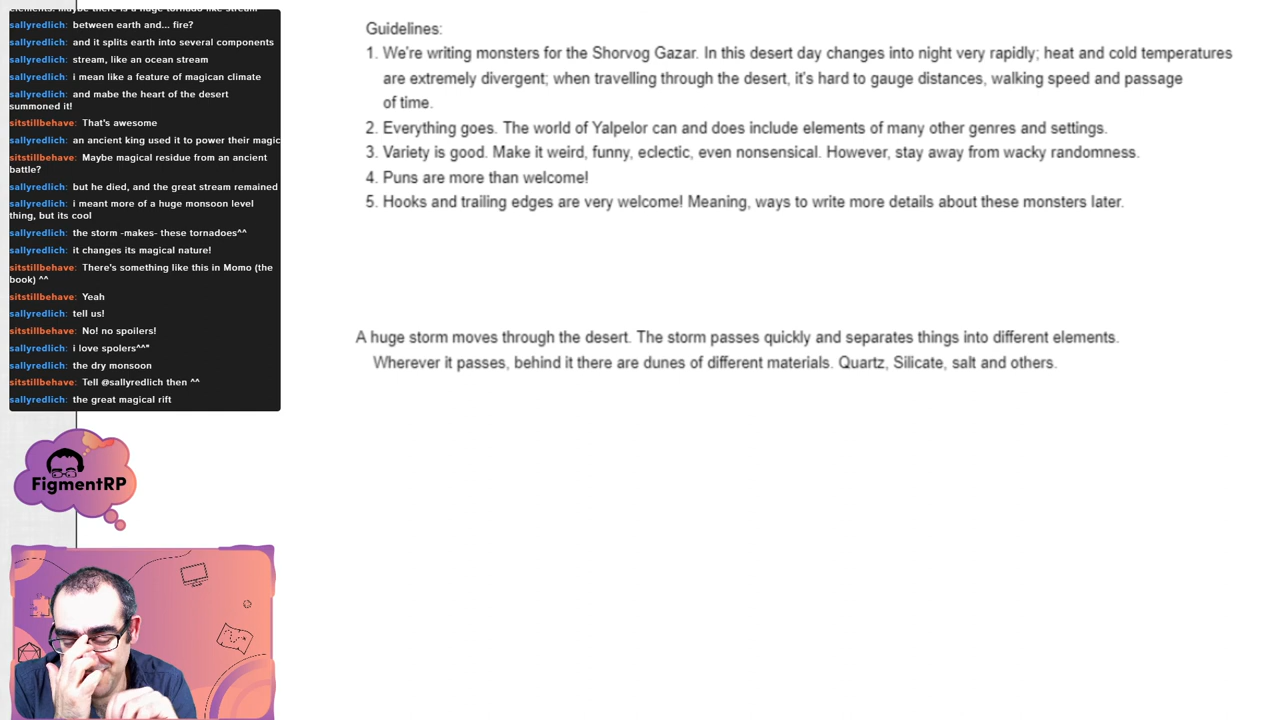 sallyredlich: between earth and... fire?
sallyredlich: and it splits earth into several components
sallyredlich: stream, like an ocean stream
sallyredlich: i mean like a feature of magican climate
sallyredlich: and mabe the heart of the desert
summoned it!
sitstillbehave: That's awesome
sallyredlich: an ancient king used it to power their magic
sitstillbehave: Maybe magical residue from an ancient
battle?
sallyredlich: but he died, and the great stream remained
sallyredlich: i meant more of a huge monsoon level
thing, but its cool
sallyredlich: the storm -makes- these tornadoes^^
sallyredlich: it changes its magical nature!
sitstillbehave: There's something like this in Momo (the
book) ^^
sitstillbehave: Yeah
sallyredlich: tell us!
sitstillbehave: No! no spoilers!
sallyredlich: i love spolers^^"
sallyredlich: the dry monsoon
sitstillbehave: Tell @sallyredlich then ^^
sallyredlich: the great magical rift
FigmentRP
Guidelines:
1. We're writing monsters for the Shorvog Gazar. In this desert day changes into night very rapidly; heat and cold temperatures
are extremely divergent; when travelling through the desert, it's hard to gauge distances, walking speed and passage
of time.
2. Everything goes. The world of Yalpelor can and does include elements of many other genres and settings.
3. Variety is good. Make it weird, funny, eclectic, even nonsensical. However, stay away from wacky randomness.
4. Puns are more than welcome!
5. Hooks and trailing edges are very welcome! Meaning, ways to write more details about these monsters later.
A huge storm moves through the desert. The storm passes quickly and separates things into different elements.
Wherever it passes, behind it there are dunes of different materials. Quartz, Silicate, salt and others.